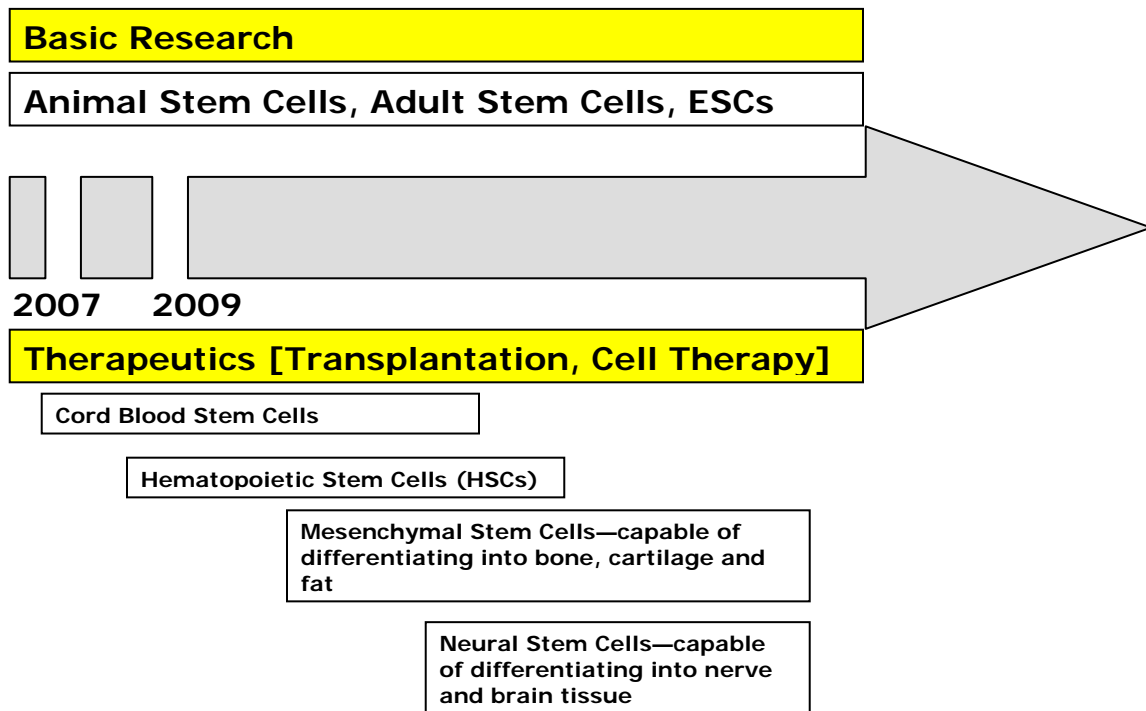 Basic Research
Animal Stem Cells, Adult Stem Cells, ESCs
2007 2009
Therapeutics [Transplantation, Cell Therapy]
Cord Blood Stem Cells
Hematopoietic Stem Cells (HSCs)
Mesenchymal Stem Cells—capable of
differentiating into bone, cartilage and
fat
Neural Stem Cells—capable
of differentiating into nerve
and brain tissue